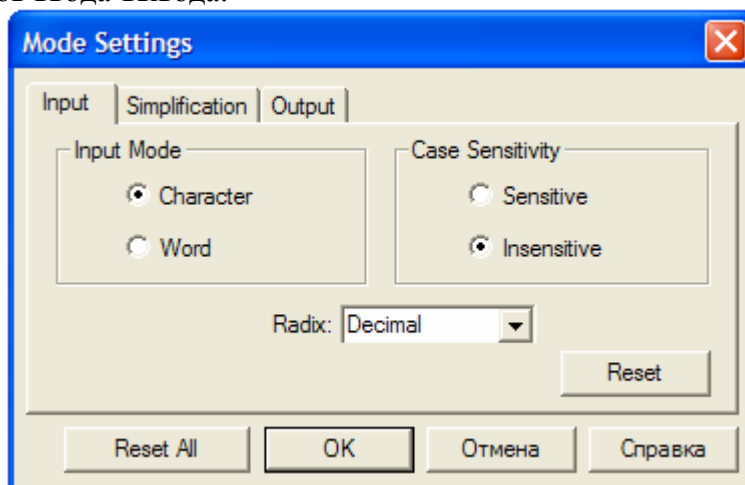 Mode Settings
Input Simplification Output
Input Mode Case Sensitivity
Character Sensitive
Word Insensitive
Radix: Decimal
Reset
Reset All OK Отмена Справка